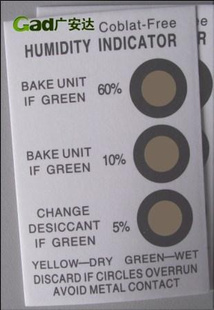 Gad广安达 Coblat-Free
HUMIDITY INDICATOR
BAKE UNIT
IF GREEN
60%
BAKE UNIT
IF GREEN
10%
CHANGE
DESICCANT
IF GREEN
5%
YELLOW—DRY GREEN—WET
DISCARD IF CIRCLES OVERRUN
AVOID METAL CONTACT